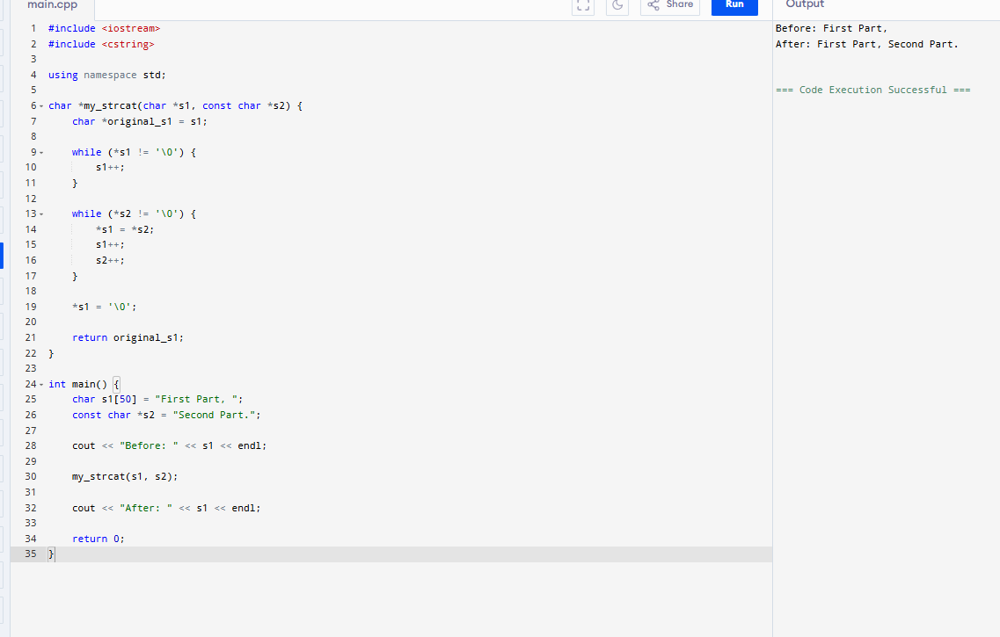 main.cpp
Share
Run
Output
1 #include <iostream>
2 #include <cstring>
3
4 using namespace std;
5
6 char *my_strcat(char *s1, const char *s2) {
7     char *original_s1 = s1;
8
9     while (*s1 != '\0') {
10         s1++;
11     }
12
13     while (*s2 != '\0') {
14         *s1 = *s2;
15         s1++;
16         s2++;
17     }
18
19     *s1 = '\0';
20
21     return original_s1;
22 }
23
24 int main() {
25     char s1[50] = "First Part, ";
26     const char *s2 = "Second Part.";
27
28     cout << "Before: " << s1 << endl;
29
30     my_strcat(s1, s2);
31
32     cout << "After: " << s1 << endl;
33
34     return 0;
35 }
Before: First Part,
After: First Part, Second Part.
=== Code Execution Successful ===